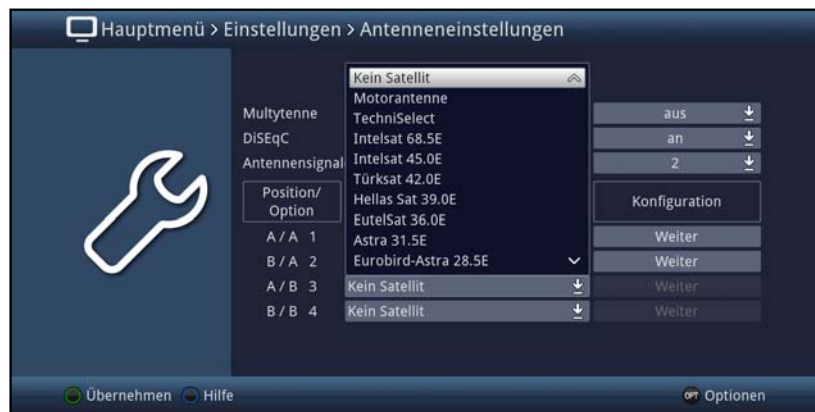 Hauptmenü > Einstellungen > Antenneneinstellungen
Kein Satellit
Motorantenne
Multytenne
TechniSelect
aus
DiSEqC
Intelsat 68.5E
an
Antennensignal
Intelsat 45.0E
2
Türksat 42.0E
Position/
Option
Hellas Sat 39.0E
Konfiguration
EutelSat 36.0E
A / A 1
Astra 31.5E
Weiter
B / A 2
Eurobird-Astra 28.5E
Weiter
A / B 3
Kein Satellit
Weiter
B / B 4
Kein Satellit
Weiter
Übernehmen
Hilfe
OPT Optionen